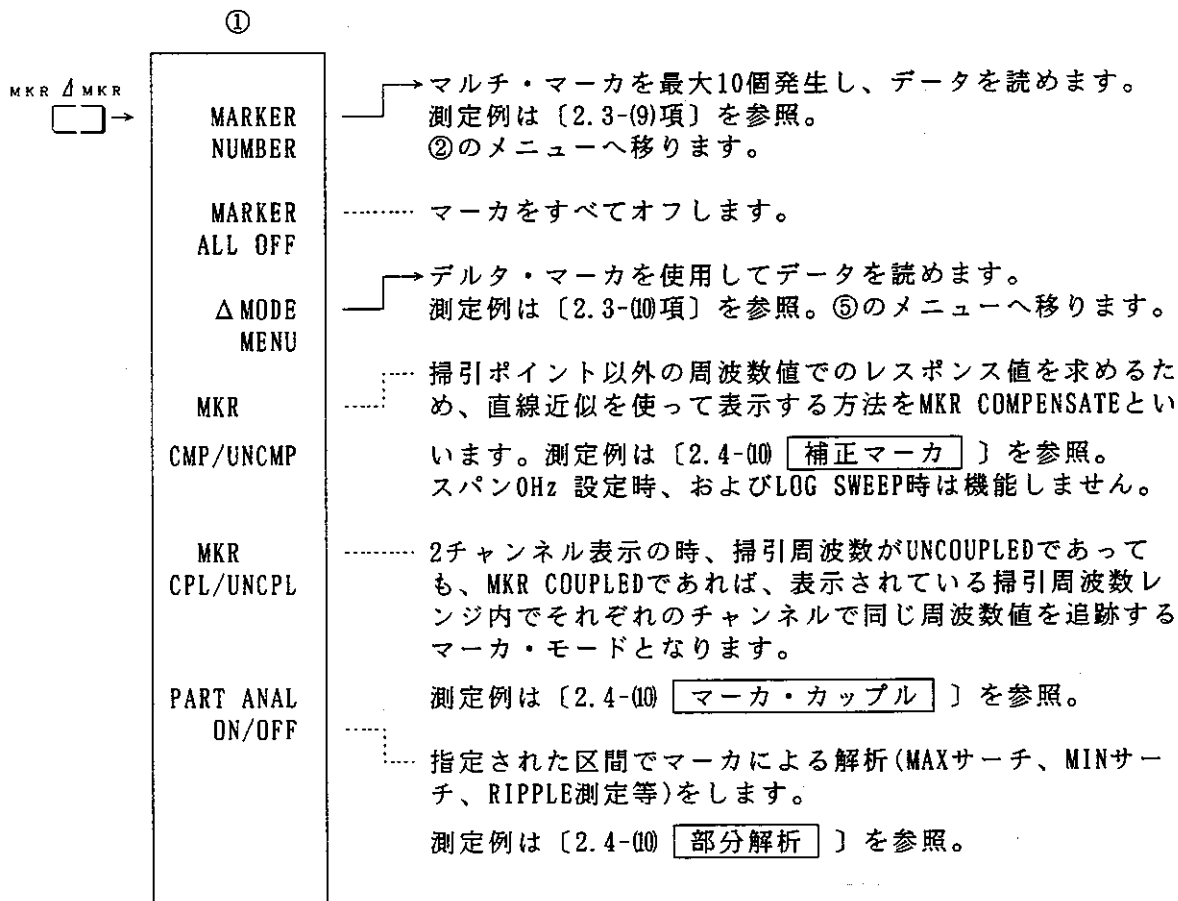 ①
MKR Δ MKR
MARKER
NUMBER
マルチ・マーカを最大10個発生し、データを読めます。
測定例は〔2.3-(9)項〕を参照。
②のメニューへ移ります。
MARKER
ALL OFF
マーカをすべてオフします。
Δ MODE
MENU
デルタ・マーカを使用してデータを読めます。
測定例は〔2.3-(10)項〕を参照。⑤のメニューへ移ります。
MKR
CMP/UNCMP
掃引ポイント以外の周波数値でのレスポンス値を求めるた
め、直線近似を使って表示する方法をMKR COMPENSATEとい
います。測定例は〔2.4-(10) 補正マーカ 〕を参照。
スパン0Hz 設定時、およびLOG SWEEP時は機能しません。
MKR
CPL/UNCPL
2チャンネル表示の時、掃引周波数がUNCOUPLEDであって
も、MKR COUPLEDであれば、表示されている掃引周波数レ
ンジ内でそれぞれのチャンネルで同じ周波数値を追跡する
マーカ・モードとなります。
測定例は〔2.4-(10) マーカ・カップル 〕を参照。
PART ANAL
ON/OFF
指定された区間でマーカによる解析(MAXサーチ、MINサー
チ、RIPPLE測定等)をします。
測定例は〔2.4-(10) 部分解析 〕を参照。